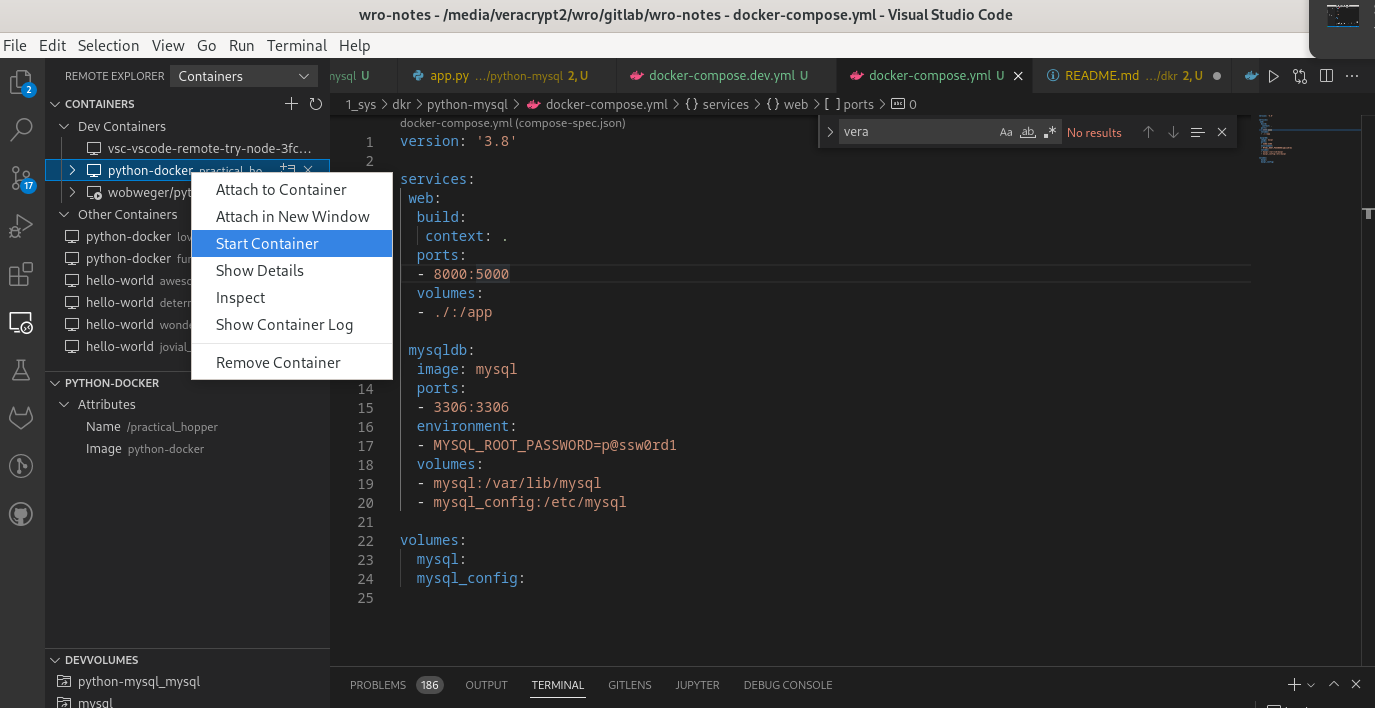 wro-notes - /media/veracrypt2/wro/gitlab/wro-notes - docker-compose.yml - Visual Studio Code
File Edit Selection View Go Run Terminal Help
REMOTE EXPLORER Containers
mysql U
app.py .../python-mysql 2, U
docker-compose.dev.yml U
docker-compose.yml U
README.md .../dkr 2, U
2
17
CONTAINERS
Dev Containers
vsc-vscode-remote-try-node-3fc...
python-docker practical_ho...
wobweger/pyt
Other Containers
python-docker lov
python-docker fun
hello-world aweso
hello-world deterr
hello-world wonde
hello-world jovial_
Attach to Container
Attach in New Window
Start Container
Show Details
Inspect
Show Container Log
Remove Container
PYTHON-DOCKER
Attributes
Name /practical_hopper
Image python-docker
DEVVOLUMES
python-mysql_mysql
mysql
1_sys > dkr > python-mysql > docker-compose.yml > {} services > {} web > [ ] ports > abc 0
vera Aa ab .* No results
docker-compose.yml (compose-spec.json)
1 version: '3.8'
2
services:
web:
build:
context: .
ports:
- 8000:5000
volumes:
- ./:/app
mysqldb:
image: mysql
14 ports:
15 - 3306:3306
16 environment:
17 - MYSQL_ROOT_PASSWORD=p@ssw0rd1
18 volumes:
19 - mysql:/var/lib/mysql
20 - mysql_config:/etc/mysql
21
22 volumes:
23 mysql:
24 mysql_config:
25
PROBLEMS 186 OUTPUT TERMINAL GITLENS JUPYTER DEBUG CONSOLE